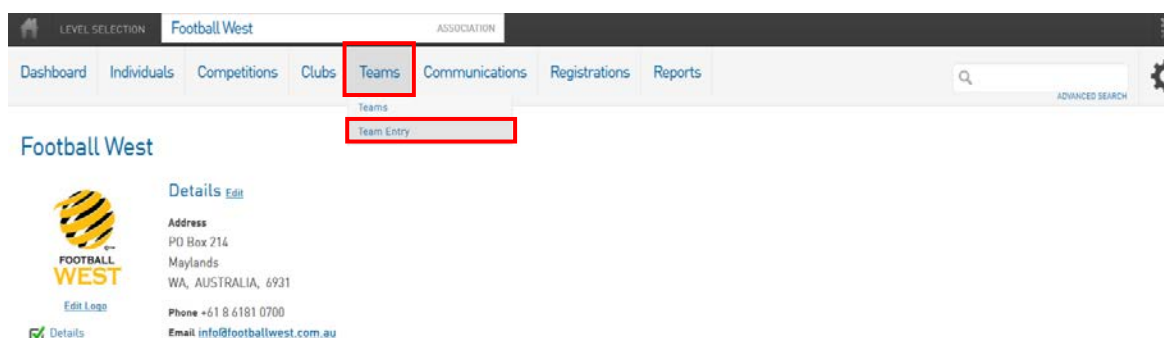 LEVEL SELECTION Football West ASSOCIATION
Dashboard Individuals Competitions Clubs Teams Communications Registrations Reports
ADVANCED SEARCH
Teams
Team Entry
Football West
FOOTBALL
WEST
Edit Logo
Details
Details Edit
Address
PO Box 214
Maylands
WA, AUSTRALIA, 6931
Phone +61 8 6181 0700
Email info@footballwest.com.au